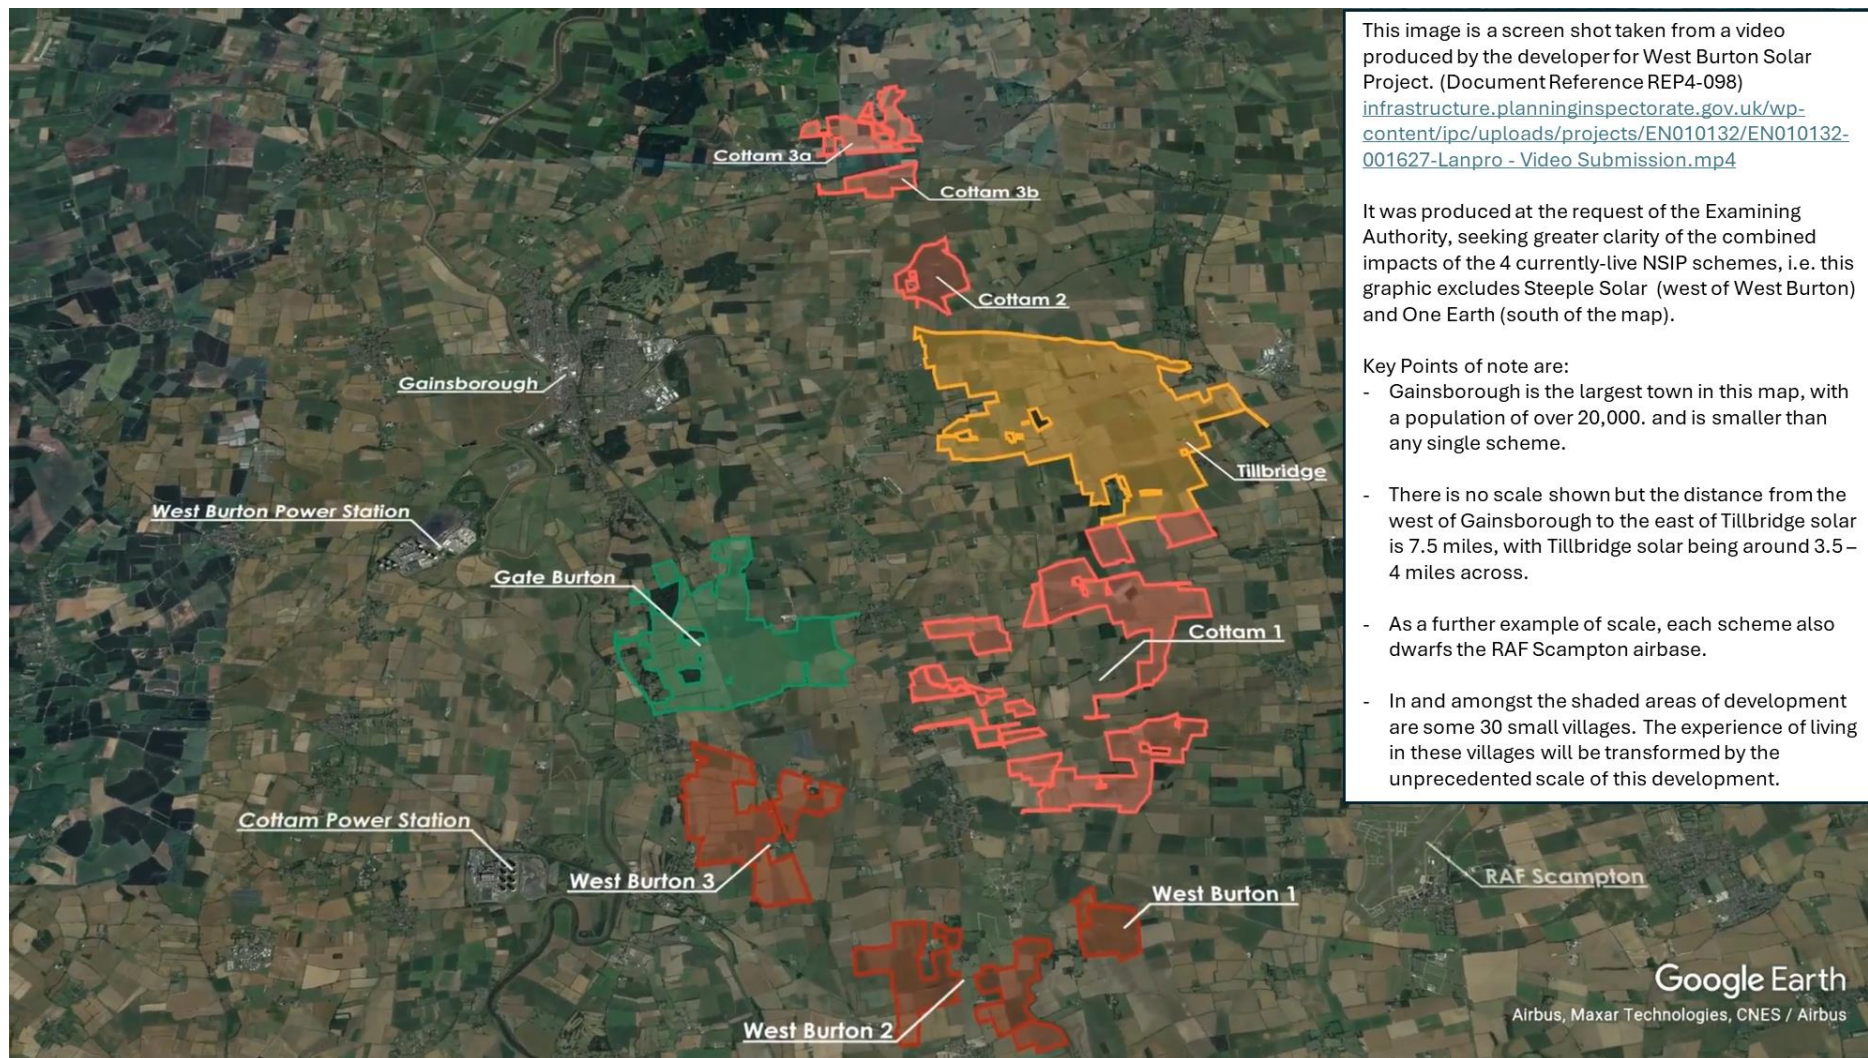 This image is a screen shot taken from a video
produced by the developer for West Burton Solar
Project. (Document Reference REP4-098)
infrastructure.planninginspectorate.gov.uk/wp-
content/ipc/uploads/projects/EN010132/EN010132-
001627-Lanpro - Video Submission.mp4
It was produced at the request of the Examining
Authority, seeking greater clarity of the combined
impacts of the 4 currently-live NSIP schemes, i.e. this
graphic excludes Steeple Solar (west of West Burton)
and One Earth (south of the map).
Key Points of note are:
- Gainsborough is the largest town in this map, with
a population of over 20,000. and is smaller than
any single scheme.
- There is no scale shown but the distance from the
west of Gainsborough to the east of Tillbridge solar
is 7.5 miles, with Tillbridge solar being around 3.5 –
4 miles across.
- As a further example of scale, each scheme also
dwarfs the RAF Scampton airbase.
- In and amongst the shaded areas of development
are some 30 small villages. The experience of living
in these villages will be transformed by the
unprecedented scale of this development.
Cottam 3a
Cottam 3b
Cottam 2
Gainsborough
Tillbridge
West Burton Power Station
Gate Burton
Cottam 1
Cottam Power Station
West Burton 3
RAF Scampton
West Burton 1
West Burton 2
Google Earth
Airbus, Maxar Technologies, CNES / Airbus